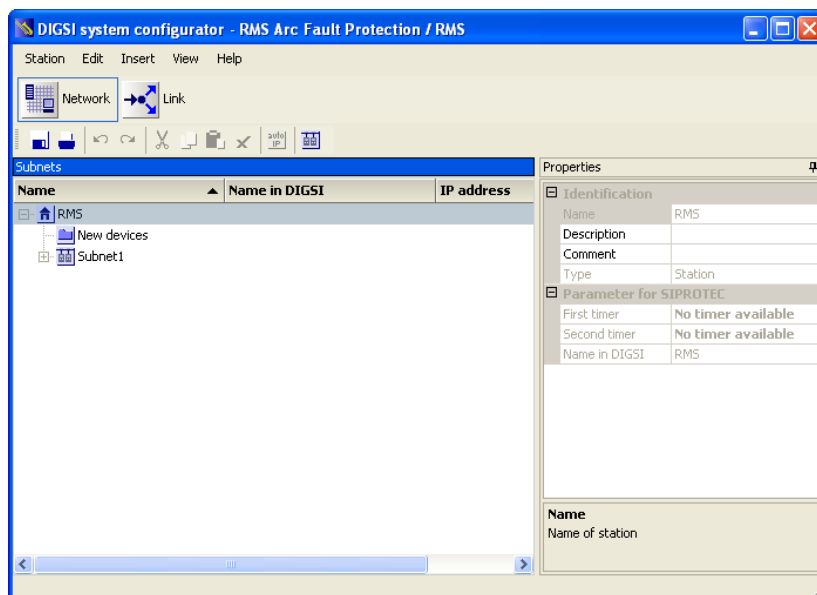 DIGSI system configurator - RMS Arc Fault Protection / RMS
Station Edit Insert View Help
Network Link
auto IP
Subnets
Name Name in DIGSI IP address
RMS
New devices
Subnet1
Properties
Identification
Name RMS
Description
Comment
Type Station
Parameter for SIPROTEC
First timer No timer available
Second timer No timer available
Name in DIGSI RMS
Name
Name of station